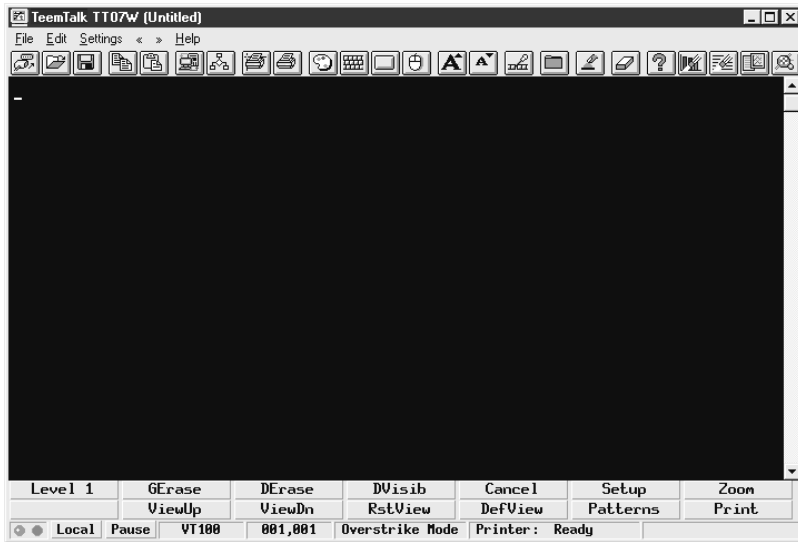 TeemTalk TT07W (Untitled)
File Edit Settings « » Help
Level 1 GErase DErase DVisib Cancel Setup Zoom
ViewUp ViewDn RstView DefView Patterns Print
Local Pause VT100 001,001 Overstrike Mode Printer: Ready